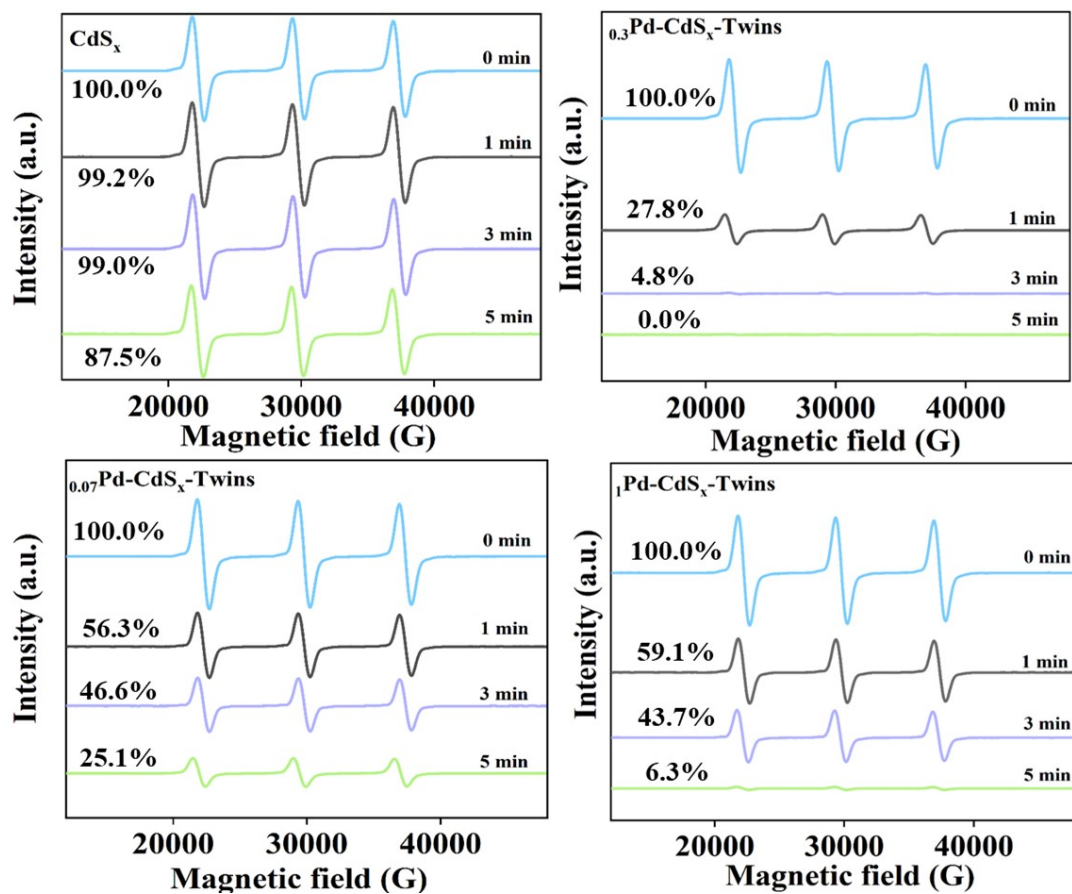 CdSₓ
0 min
100.0%
1 min
99.2%
3 min
99.0%
5 min
87.5%
Intensity (a.u.)
20000 30000 40000
Magnetic field (G)
₀.₃Pd-CdSₓ-Twins
100.0%
0 min
27.8%
1 min
4.8%
3 min
0.0%
5 min
Intensity (a.u.)
20000 30000 40000
Magnetic field (G)
₀.₀₇Pd-CdSₓ-Twins
100.0%
0 min
56.3%
1 min
46.6%
3 min
25.1%
5 min
Intensity (a.u.)
20000 30000 40000
Magnetic field (G)
₁Pd-CdSₓ-Twins
100.0%
0 min
59.1%
1 min
43.7%
3 min
6.3%
5 min
Intensity (a.u.)
20000 30000 40000
Magnetic field (G)